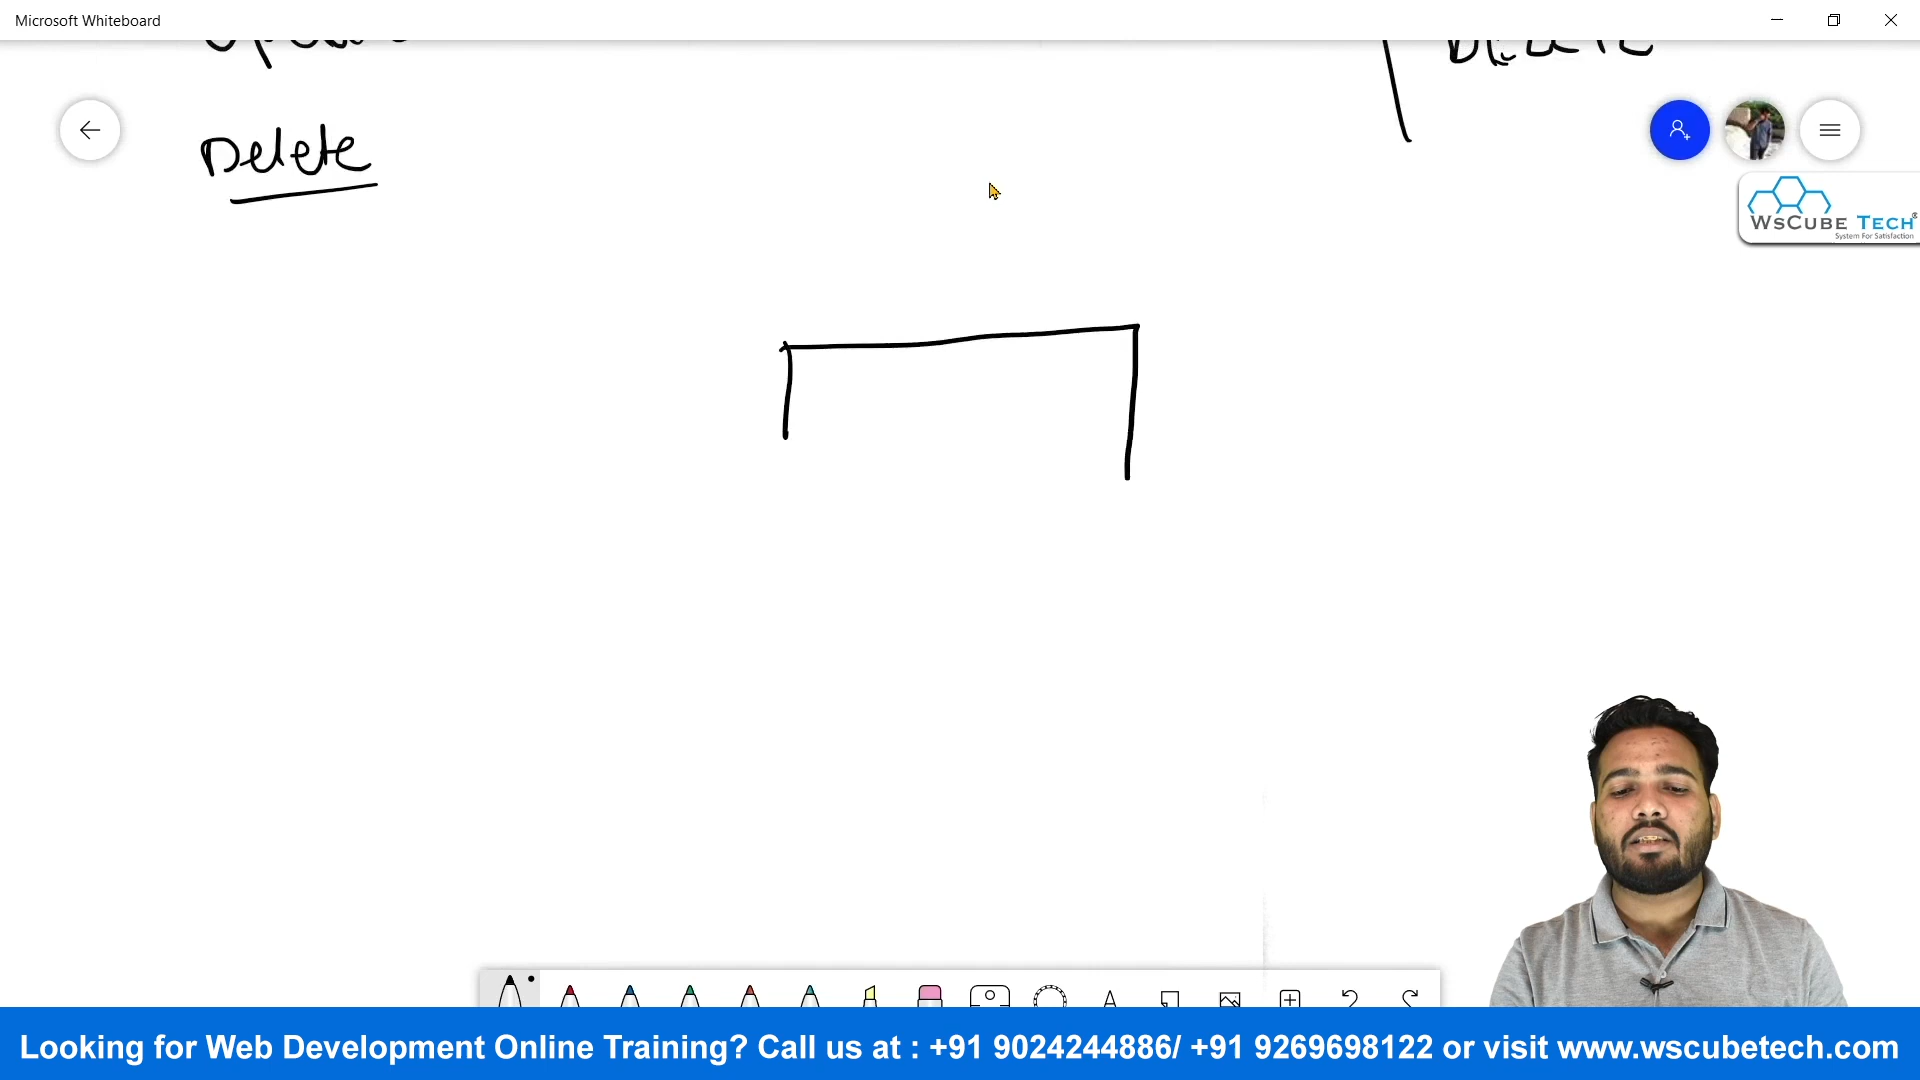 Microsoft Whiteboard
Delete
WsCube Tech®
System For Satisfaction
Looking for Web Development Online Training? Call us at : +91 9024244886/ +91 9269698122 or visit www.wscubetech.com